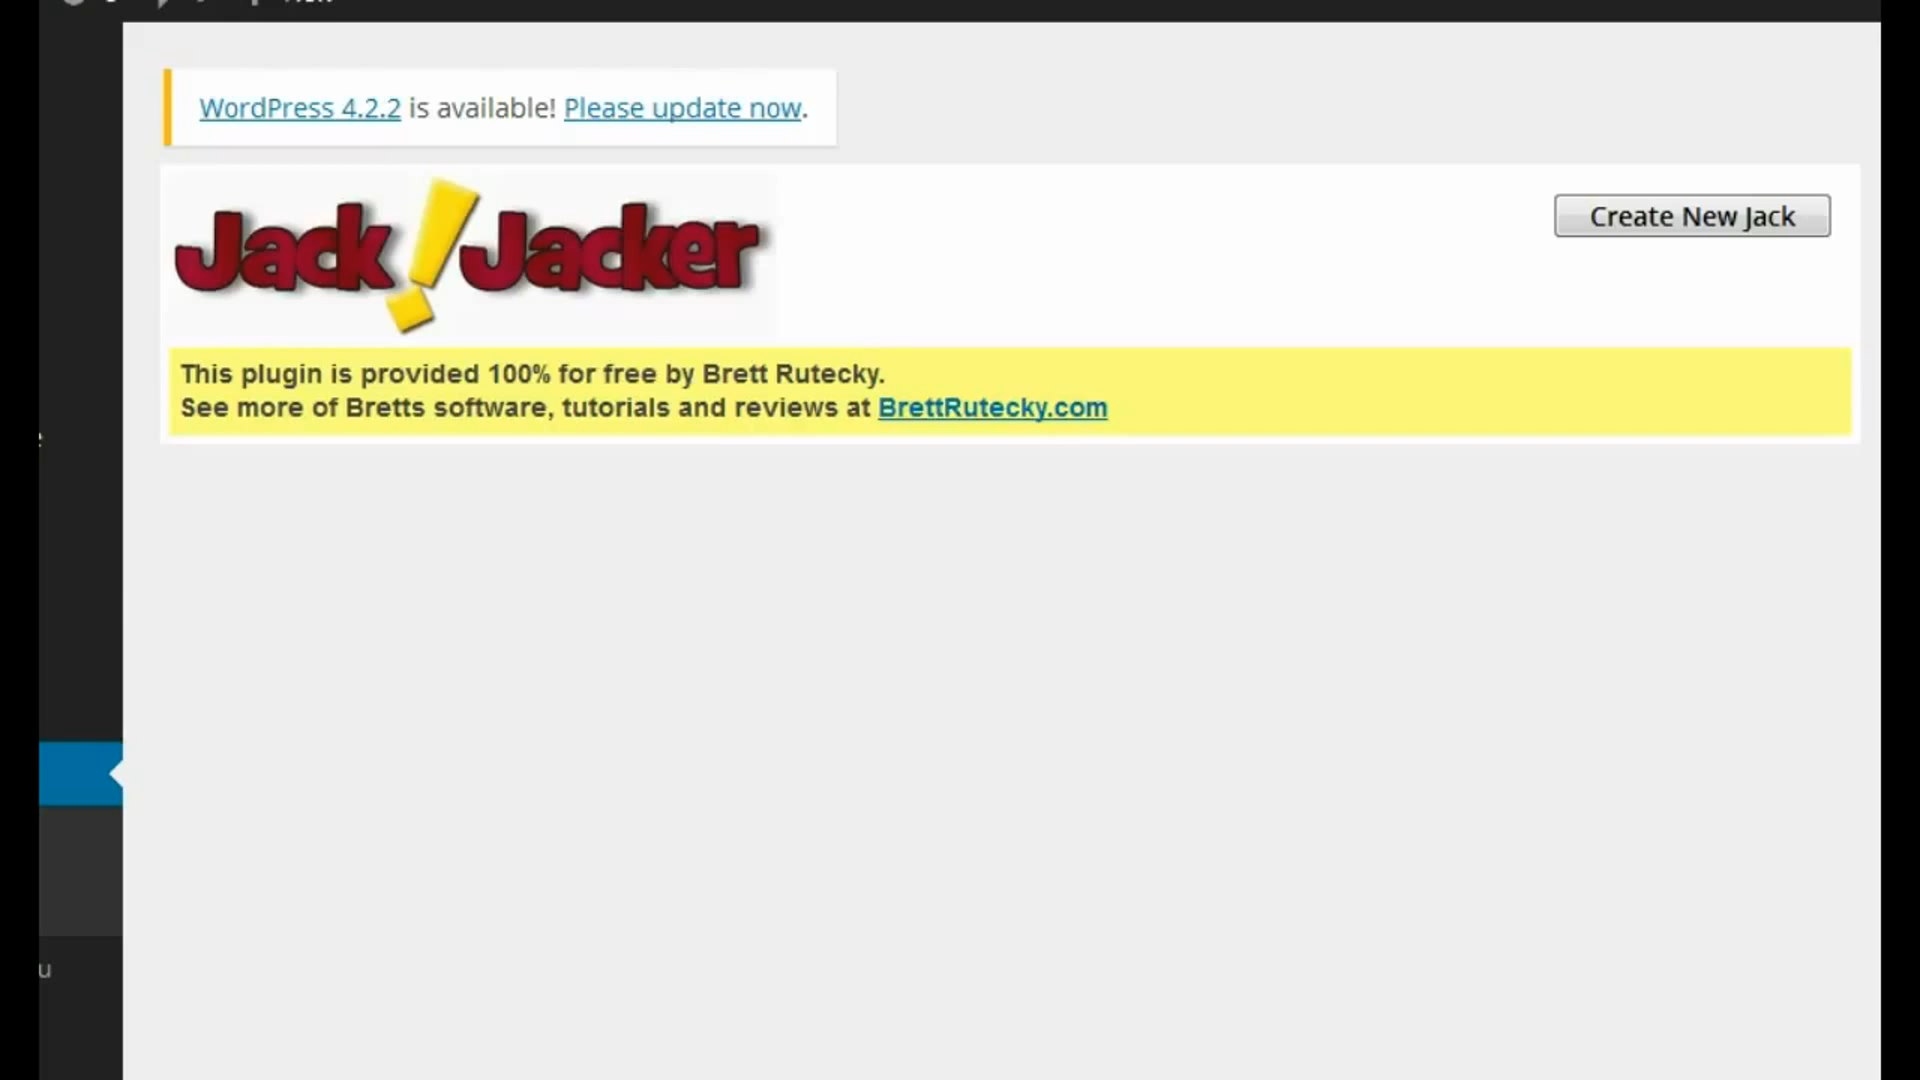 WordPress 4.2.2 is available! Please update now.
Jack!Jacker
Create New Jack
This plugin is provided 100% for free by Brett Rutecky.
See more of Bretts software, tutorials and reviews at BrettRutecky.com
u